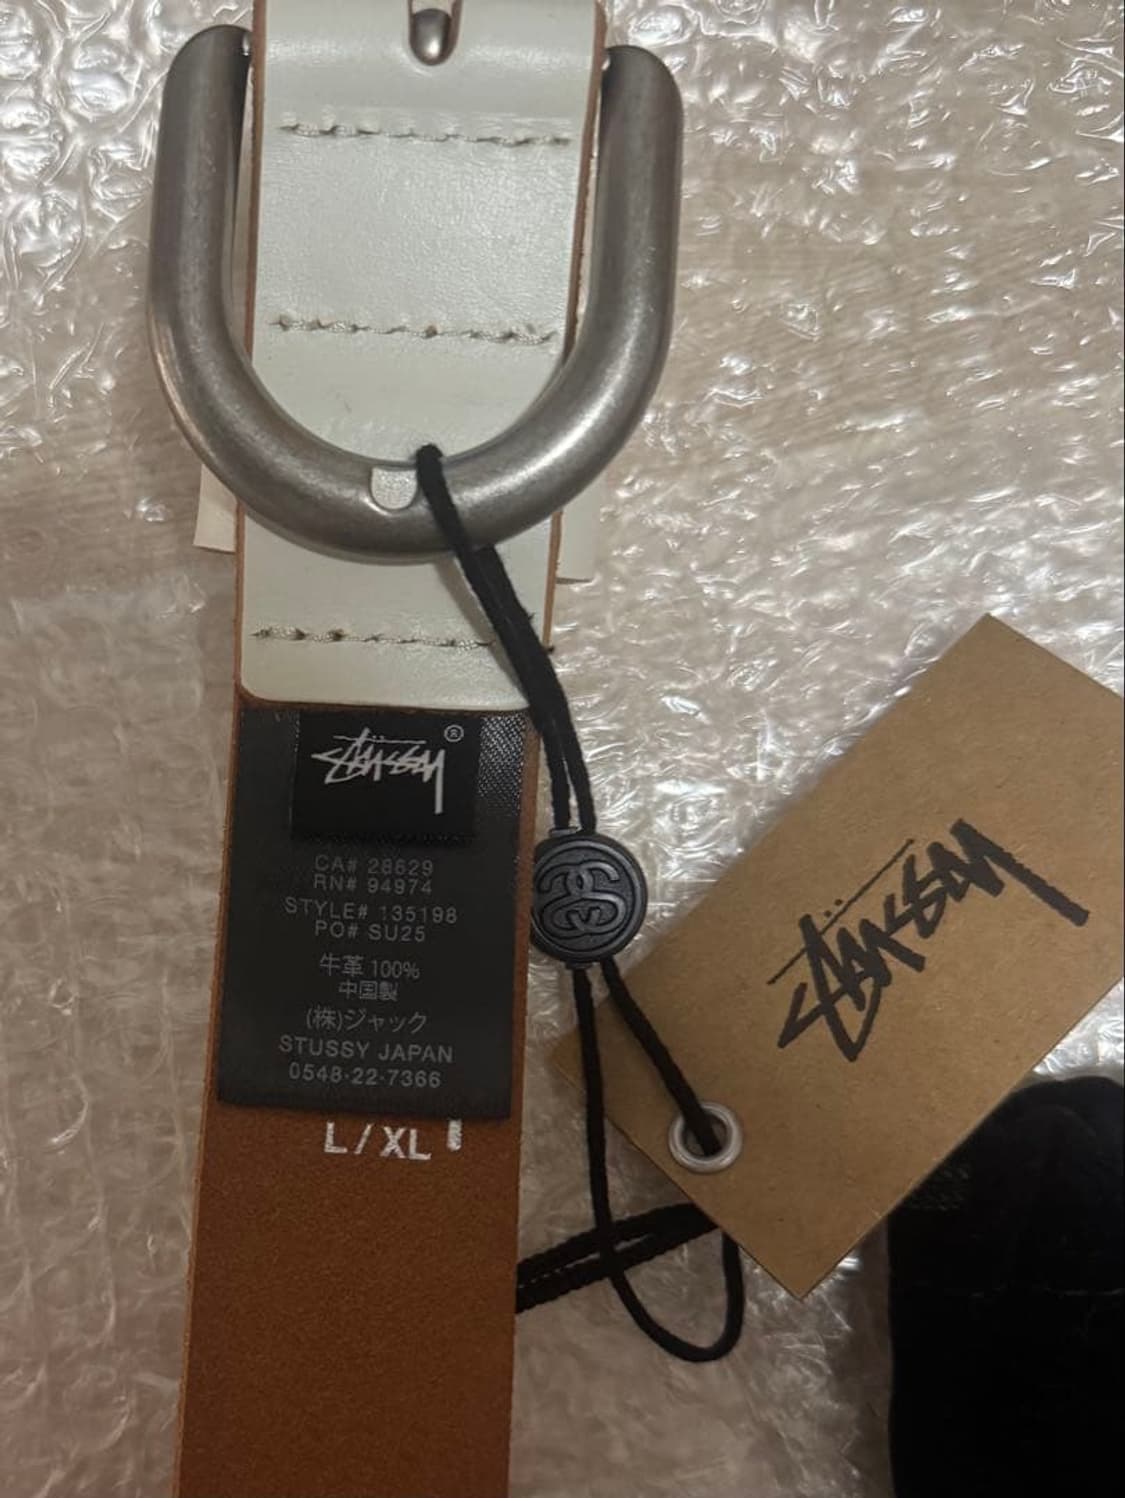 Stüssy®
CA# 28629
RN# 94974
STYLE# 135198
PO# SU25
牛革 100%
中国製
(株)ジャック
STUSSY JAPAN
0548-22-7366
L/XL
Stüssy